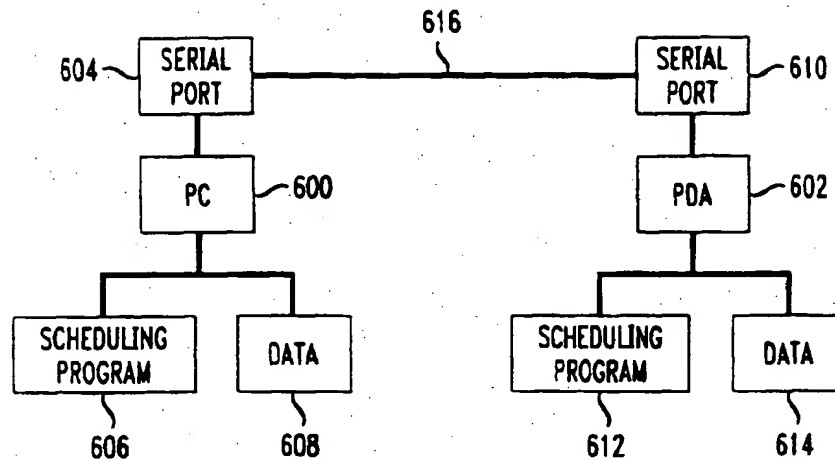 616
604
SERIAL
PORT
SERIAL
PORT
610
PC
600
PDA
602
SCHEDULING
PROGRAM
DATA
SCHEDULING
PROGRAM
DATA
606
608
612
614